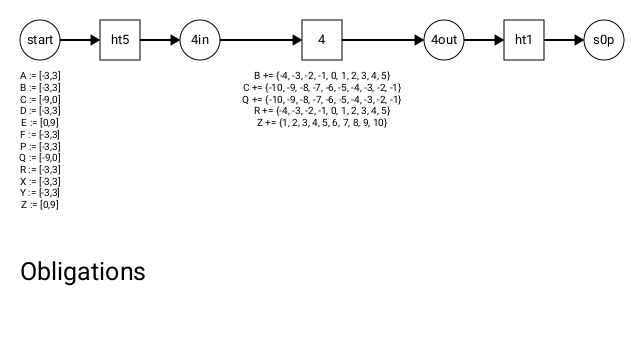 start ht5 4in 4 4out ht1 s0p
A := [-3,3]
B := [-3,3]
C := [-9,0]
D := [-3,3]
E := [0,9]
F := [-3,3]
P := [-3,3]
Q := [-9,0]
R := [-3,3]
X := [-3,3]
Y := [-3,3]
Z := [0,9]
B += {-4, -3, -2, -1, 0, 1, 2, 3, 4, 5}
C += {-10, -9, -8, -7, -6, -5, -4, -3, -2, -1}
Q += {-10, -9, -8, -7, -6, -5, -4, -3, -2, -1}
R += {-4, -3, -2, -1, 0, 1, 2, 3, 4, 5}
Z += {1, 2, 3, 4, 5, 6, 7, 8, 9, 10}
Obligations